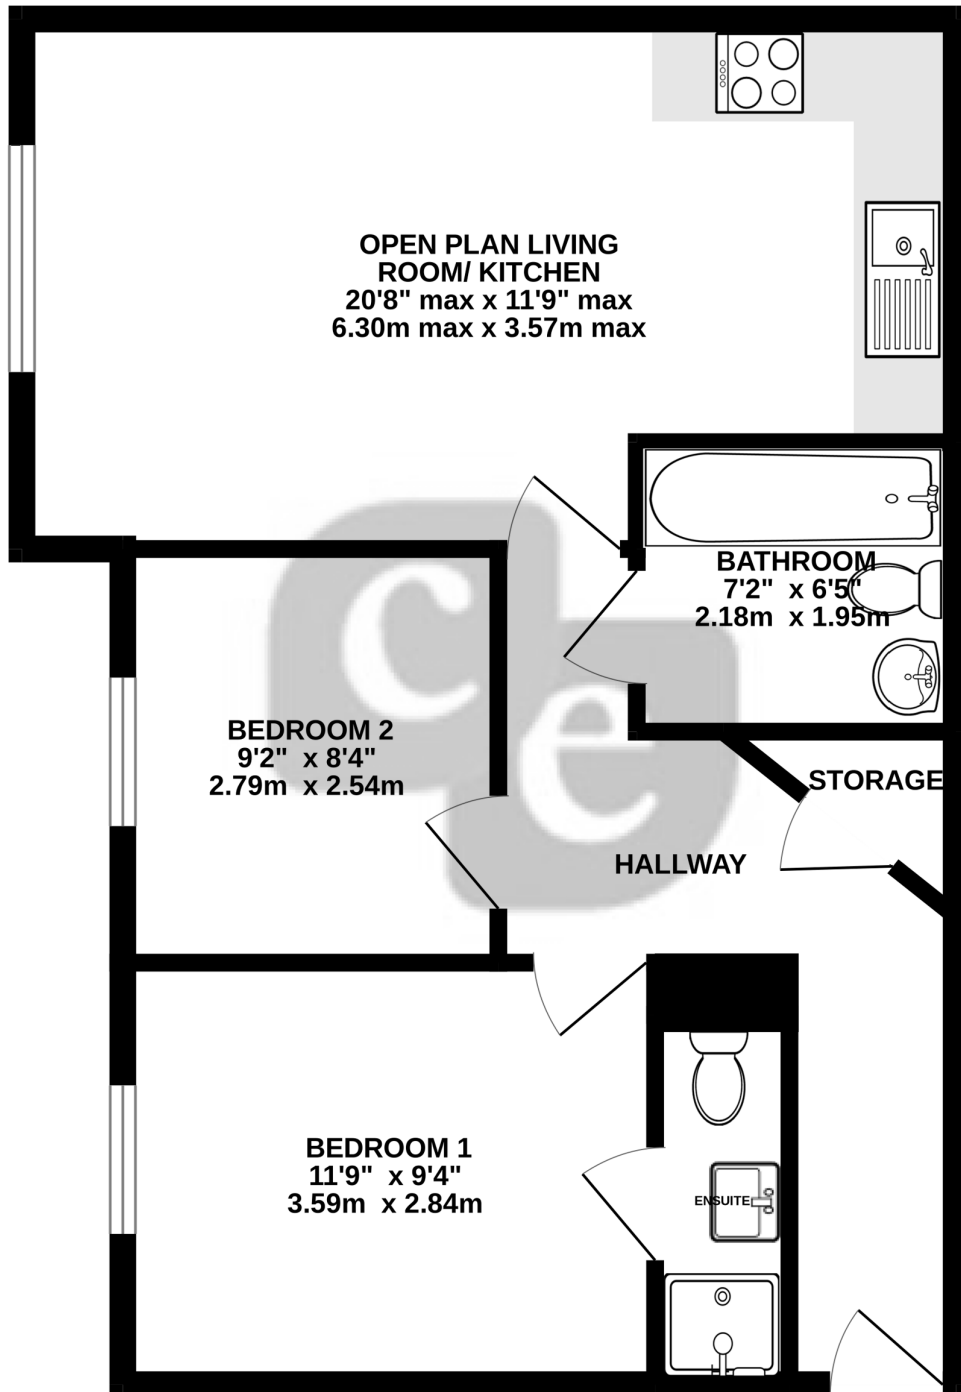 OPEN PLAN LIVING
ROOM/ KITCHEN
20'8" max x 11'9" max
6.30m max x 3.57m max
BATHROOM
7'2" x 6'5"
2.18m x 1.95m
BEDROOM 2
9'2" x 8'4"
2.79m x 2.54m
STORAGE
HALLWAY
BEDROOM 1
11'9" x 9'4"
3.59m x 2.84m
ENSUITE
ce